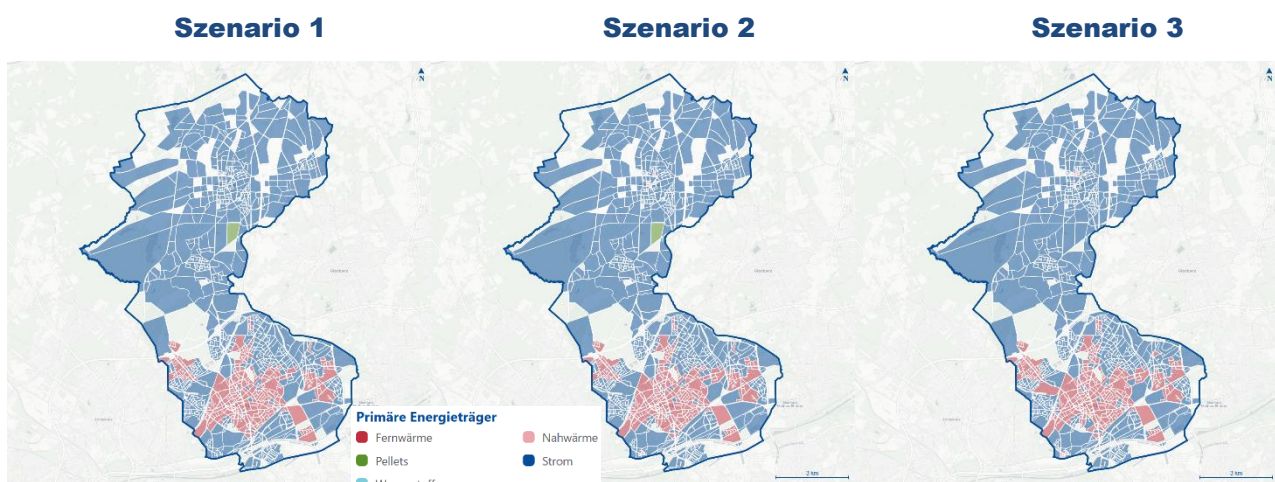 Szenario 1
Szenario 2
Szenario 3
N
N
N
Primäre Energieträger
Fernwärme
Nahwärme
Pellets
Strom
2 km
2 km